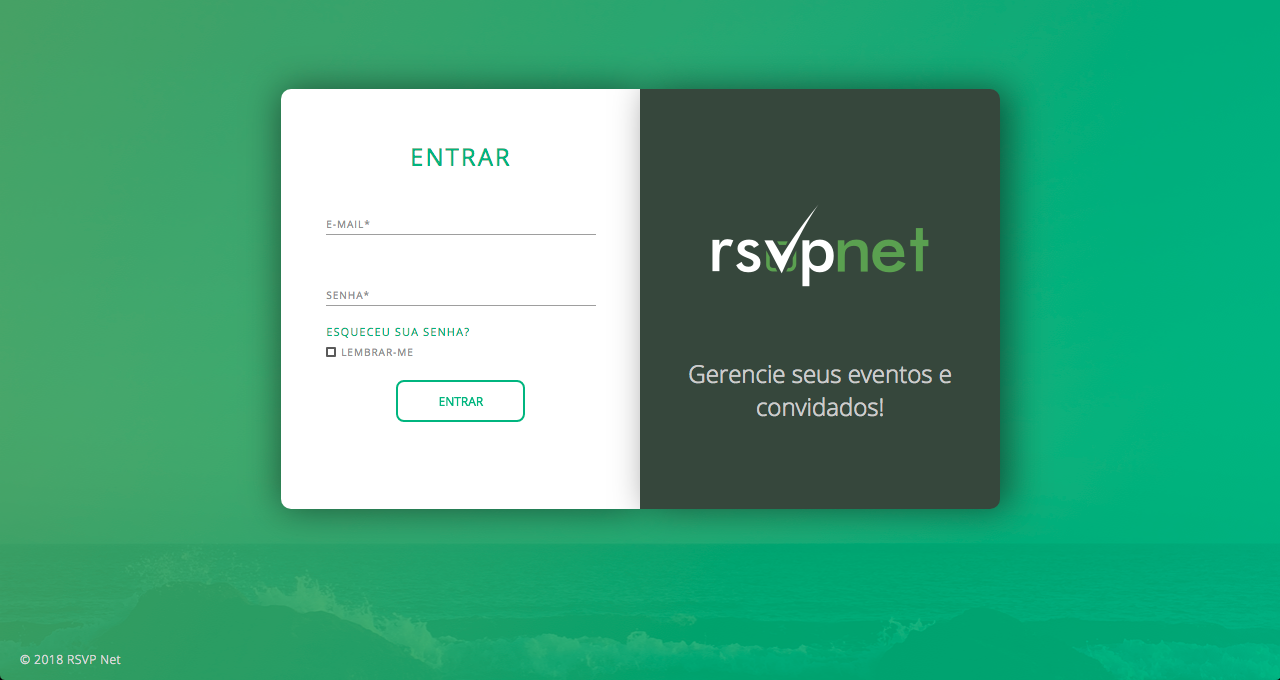 ENTRAR
E-MAIL*
SENHA*
ESQUECEU SUA SENHA?
LEMBRAR-ME
ENTRAR
rsvpnet
Gerencie seus eventos e
convidados!
© 2018 RSVP Net